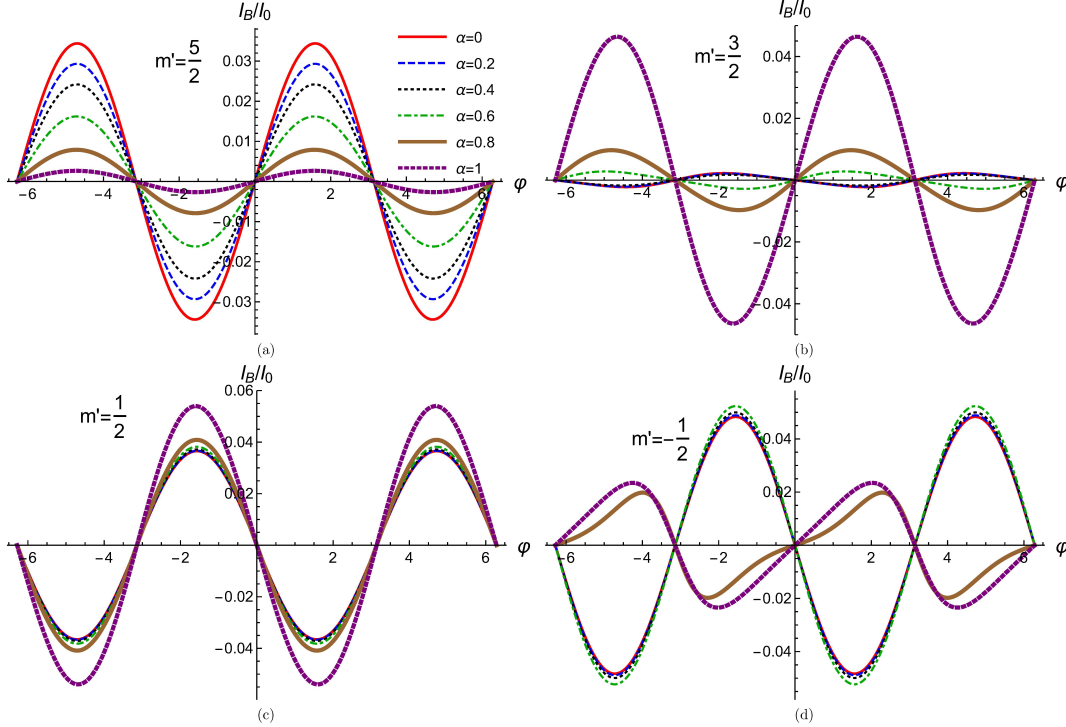 I_B/I_0
m'=5/2
α=0
α=0.2
α=0.4
α=0.6
α=0.8
α=1
0.03
0.02
0.01
-6 -4 -2 2 4 6 φ
-0.01
-0.02
-0.03
(a)
I_B/I_0
m'=3/2
0.04
0.02
-6 -4 -2 2 4 6 φ
-0.02
-0.04
(b)
I_B/I_0
m'=1/2
0.06
0.04
0.02
-6 -4 -2 2 4 6 φ
-0.02
-0.04
(c)
I_B/I_0
m'=-1/2
0.04
0.02
-6 -4 -2 2 4 6 φ
-0.02
-0.04
(d)